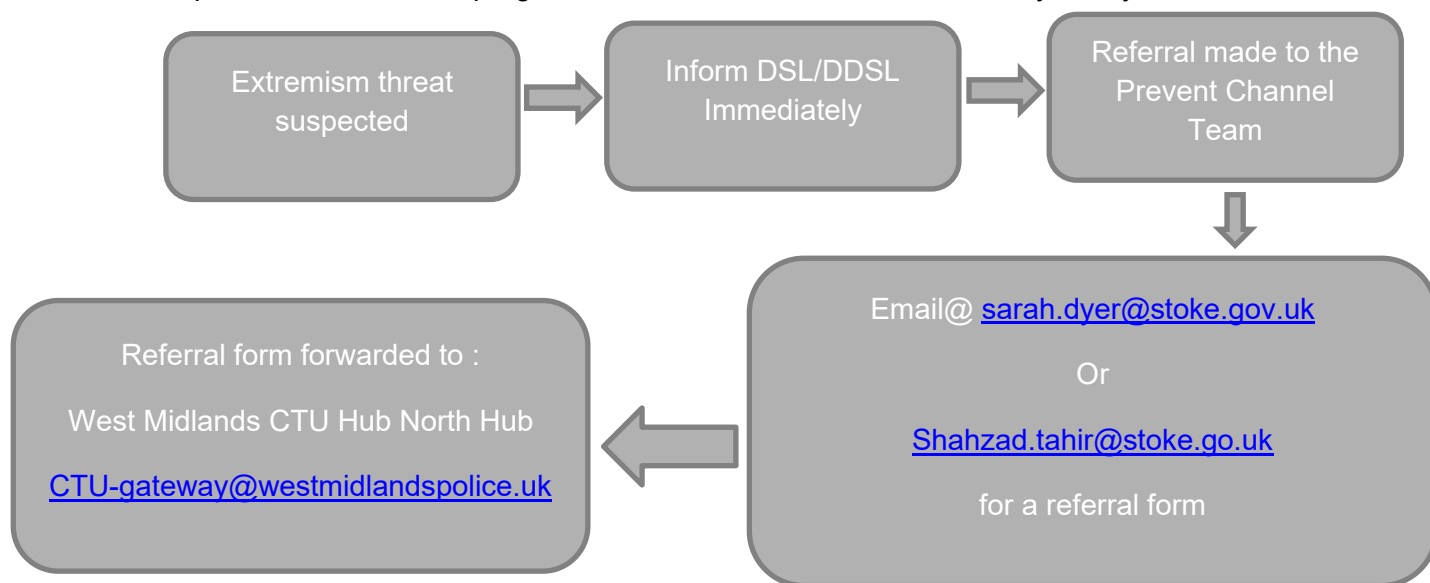 Extremism threat
suspected
Inform DSL/DDSL
Immediately
Referral made to the
Prevent Channel
Team
Email@ sarah.dyer@stoke.gov.uk
Or
Shahzad.tahir@stoke.go.uk
for a referral form
Referral form forwarded to :
West Midlands CTU Hub North Hub
CTU-gateway@westmidlandspolice.uk